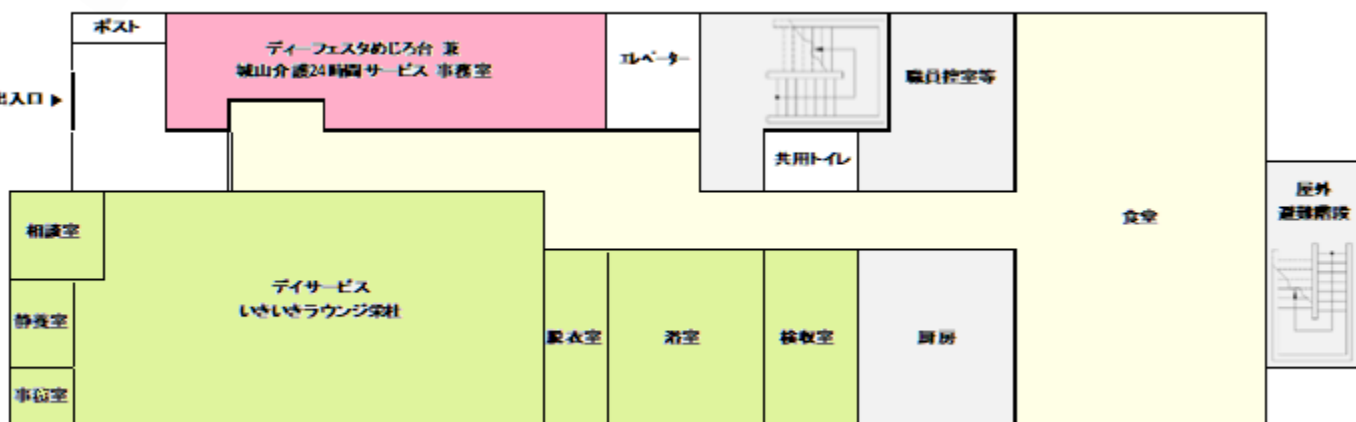 ポスト
ディーフェスタめじろ台 兼
城山介護24時間サービス 事務室
エレベーター
職員控室等
出入口 ▶
共用トイレ
屋外
避難階段
相談室
食堂
デイサービス
いきいきラウンジ栄杜
静養室
脱衣室
浴室
検収室
厨房
事務室